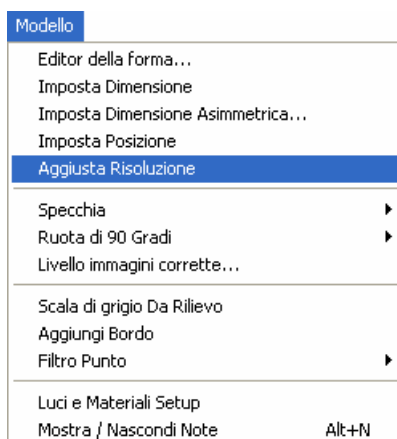 Modello
Editor della forma...
Imposta Dimensione
Imposta Dimensione Asimmetrica...
Imposta Posizione
Aggiusta Risoluzione
Specchia
Ruota di 90 Gradi
Livello immagini corrette...
Scala di grigio Da Rilievo
Aggiungi Bordo
Filtro Punto
Luci e Materiali Setup
Mostra / Nascondi Note Alt+N